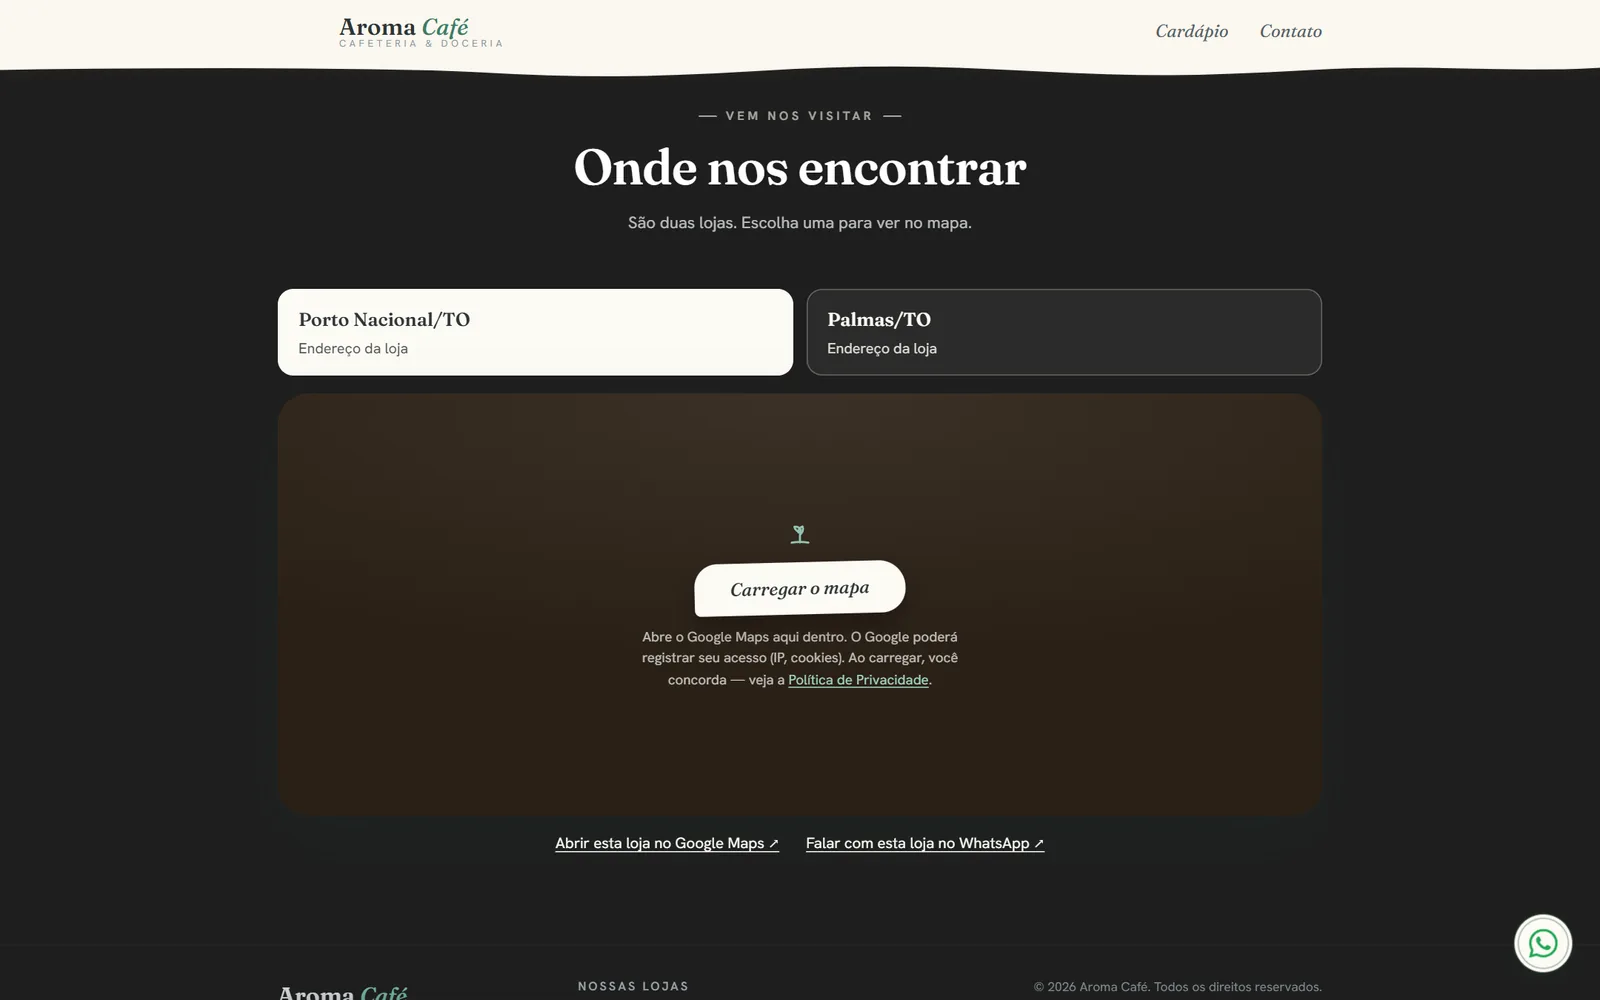 Aroma Café
CAFETERIA & DOCERIA
Cardápio
Contato
VEM NOS VISITAR
Onde nos encontrar
São duas lojas. Escolha uma para ver no mapa.
Porto Nacional/TO
Endereço da loja
Palmas/TO
Endereço da loja
Carregar o mapa
Abre o Google Maps aqui dentro. O Google poderá
registrar seu acesso (IP, cookies). Ao carregar, você
concorda — veja a Política de Privacidade.
Abrir esta loja no Google Maps ↗
Falar com esta loja no WhatsApp ↗
Aroma Café
NOSSAS LOJAS
© 2026 Aroma Café. Todos os direitos reservados.